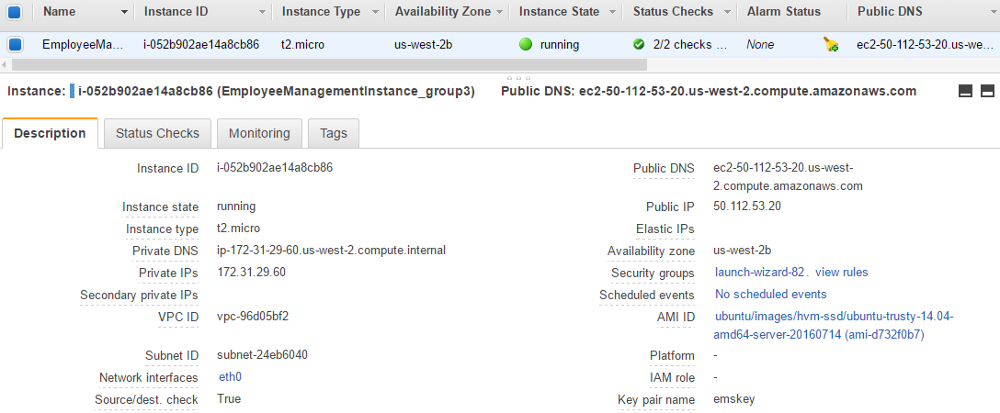 Name Instance ID Instance Type Availability Zone Instance State Status Checks Alarm Status Public DNS
EmployeeMa... i-052b902ae14a8cb86 t2.micro us-west-2b running 2/2 checks ... None ec2-50-112-53-20.us-we...
Instance: i-052b902ae14a8cb86 (EmployeeManagementInstance_group3) Public DNS: ec2-50-112-53-20.us-west-2.compute.amazonaws.com
Description Status Checks Monitoring Tags
Instance ID i-052b902ae14a8cb86 Public DNS ec2-50-112-53-20.us-west-
2.compute.amazonaws.com
Instance state running Public IP 50.112.53.20
Instance type t2.micro Elastic IPs
Private DNS ip-172-31-29-60.us-west-2.compute.internal Availability zone us-west-2b
Private IPs 172.31.29.60 Security groups launch-wizard-82. view rules
Secondary private IPs Scheduled events No scheduled events
VPC ID vpc-96d05bf2 AMI ID ubuntu/images/hvm-ssd/ubuntu-trusty-14.04-
amd64-server-20160714 (ami-d732f0b7)
Subnet ID subnet-24eb6040 Platform -
Network interfaces eth0 IAM role -
Source/dest. check True Key pair name emskey